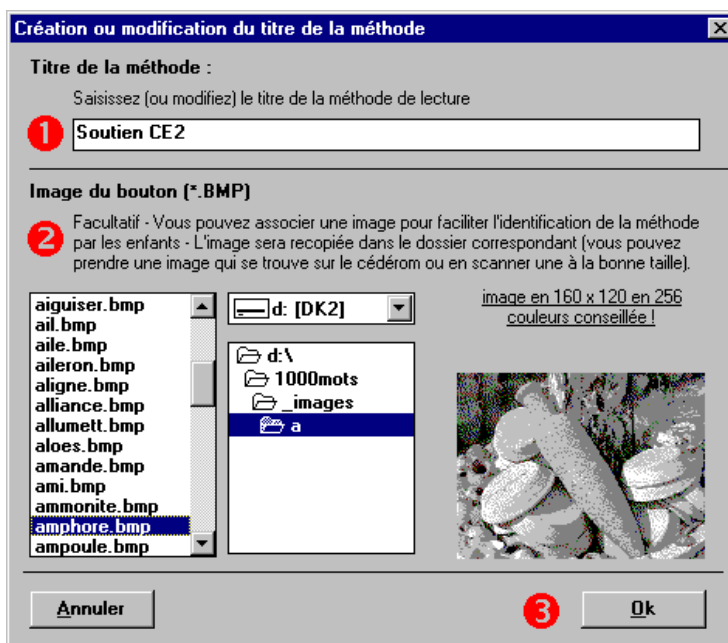 Création ou modification du titre de la méthode
Titre de la méthode :
Saisissez (ou modifiez) le titre de la méthode de lecture
1
Soutien CE2
Image du bouton (*.BMP)
2
Facultatif - Vous pouvez associer une image pour faciliter l'identification de la méthode
par les enfants - L'image sera recopiée dans le dossier correspondant (vous pouvez
prendre une image qui se trouve sur le cédérom ou en scanner une à la bonne taille).
aiguiser.bmp
ail.bmp
aile.bmp
aileron.bmp
aligne.bmp
alliance.bmp
allumett.bmp
aloes.bmp
amande.bmp
ami.bmp
ammonite.bmp
amphore.bmp
ampoule.bmp
d: [DK2]
d:\
1000mots
_images
a
image en 160 x 120 en 256
couleurs conseillée !
Annuler
3
Ok